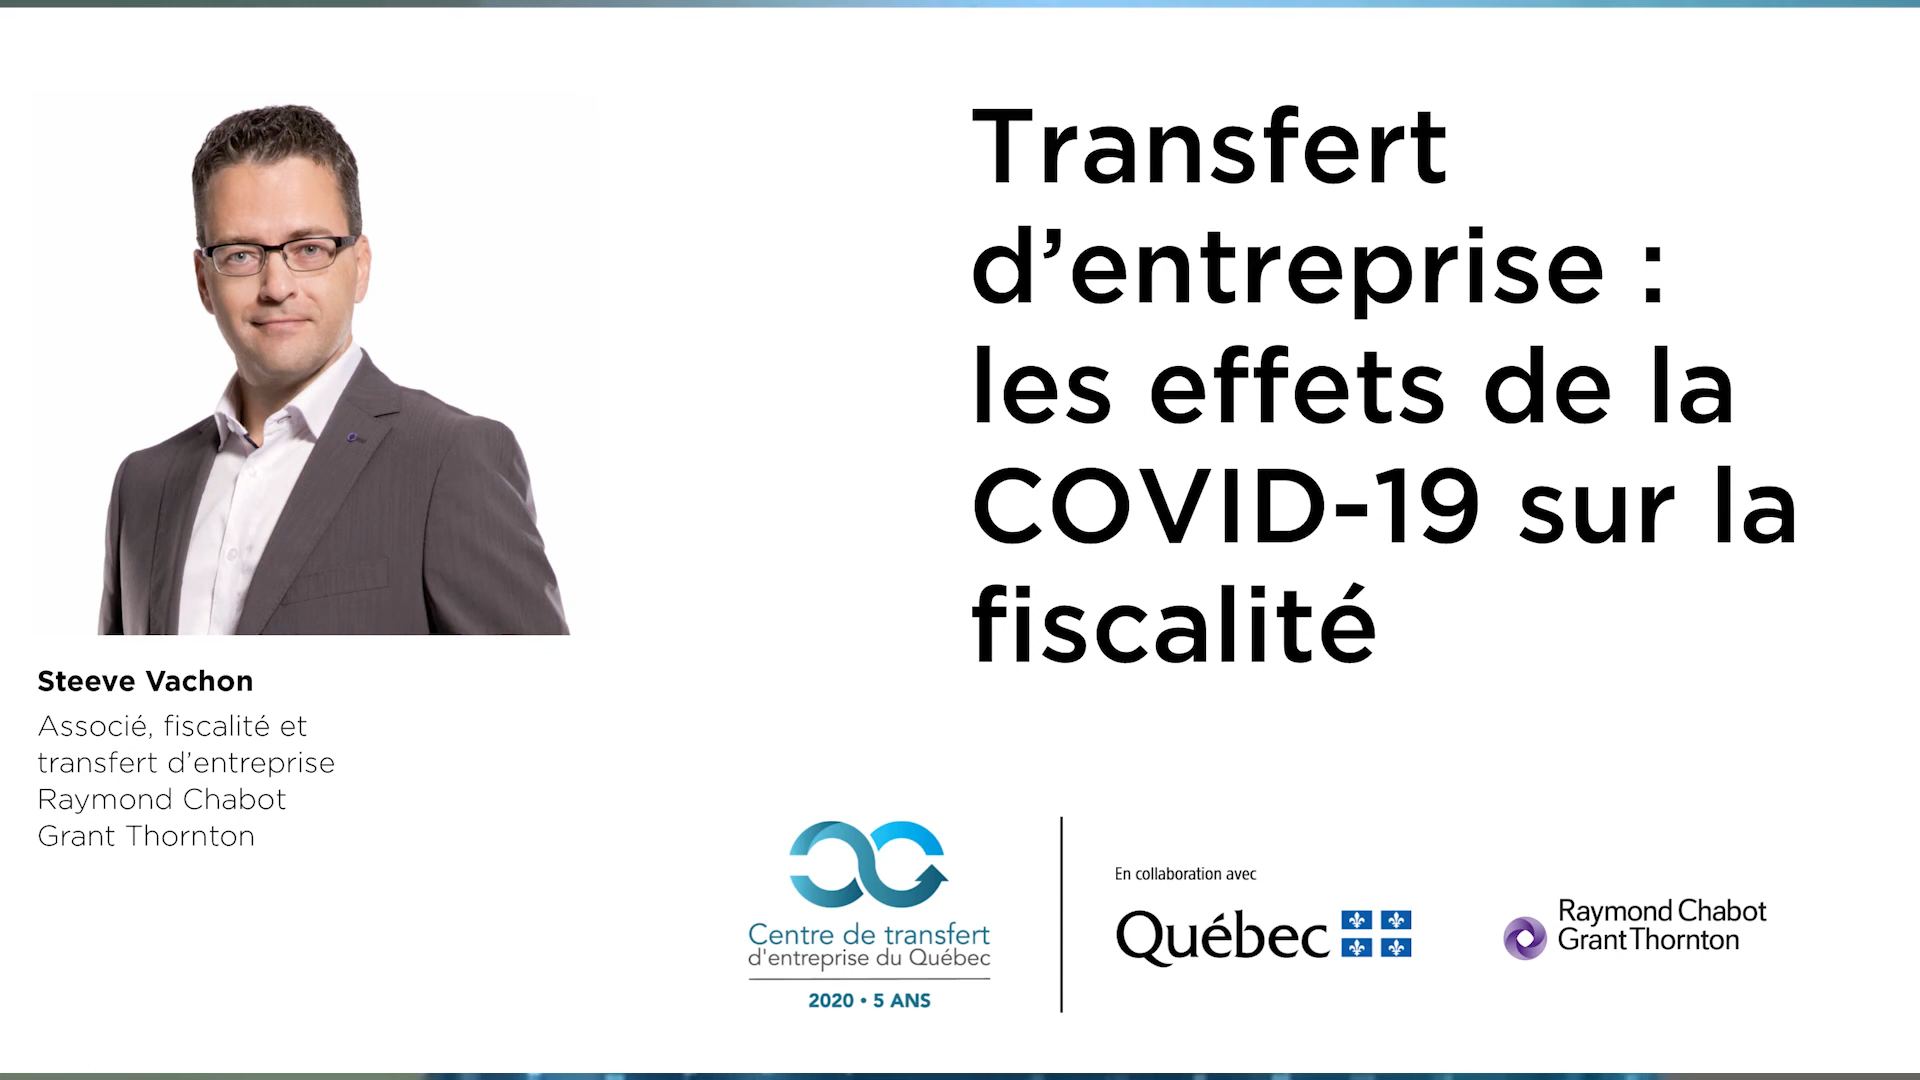 Transfert
d’entreprise :
les effets de la
COVID-19 sur la
fiscalité
Steeve Vachon
Associé, fiscalité et
transfert d’entreprise
Raymond Chabot
Grant Thornton
Centre de transfert
d'entreprise du Québec
2020 • 5 ANS
En collaboration avec
Québec
Raymond Chabot
Grant Thornton